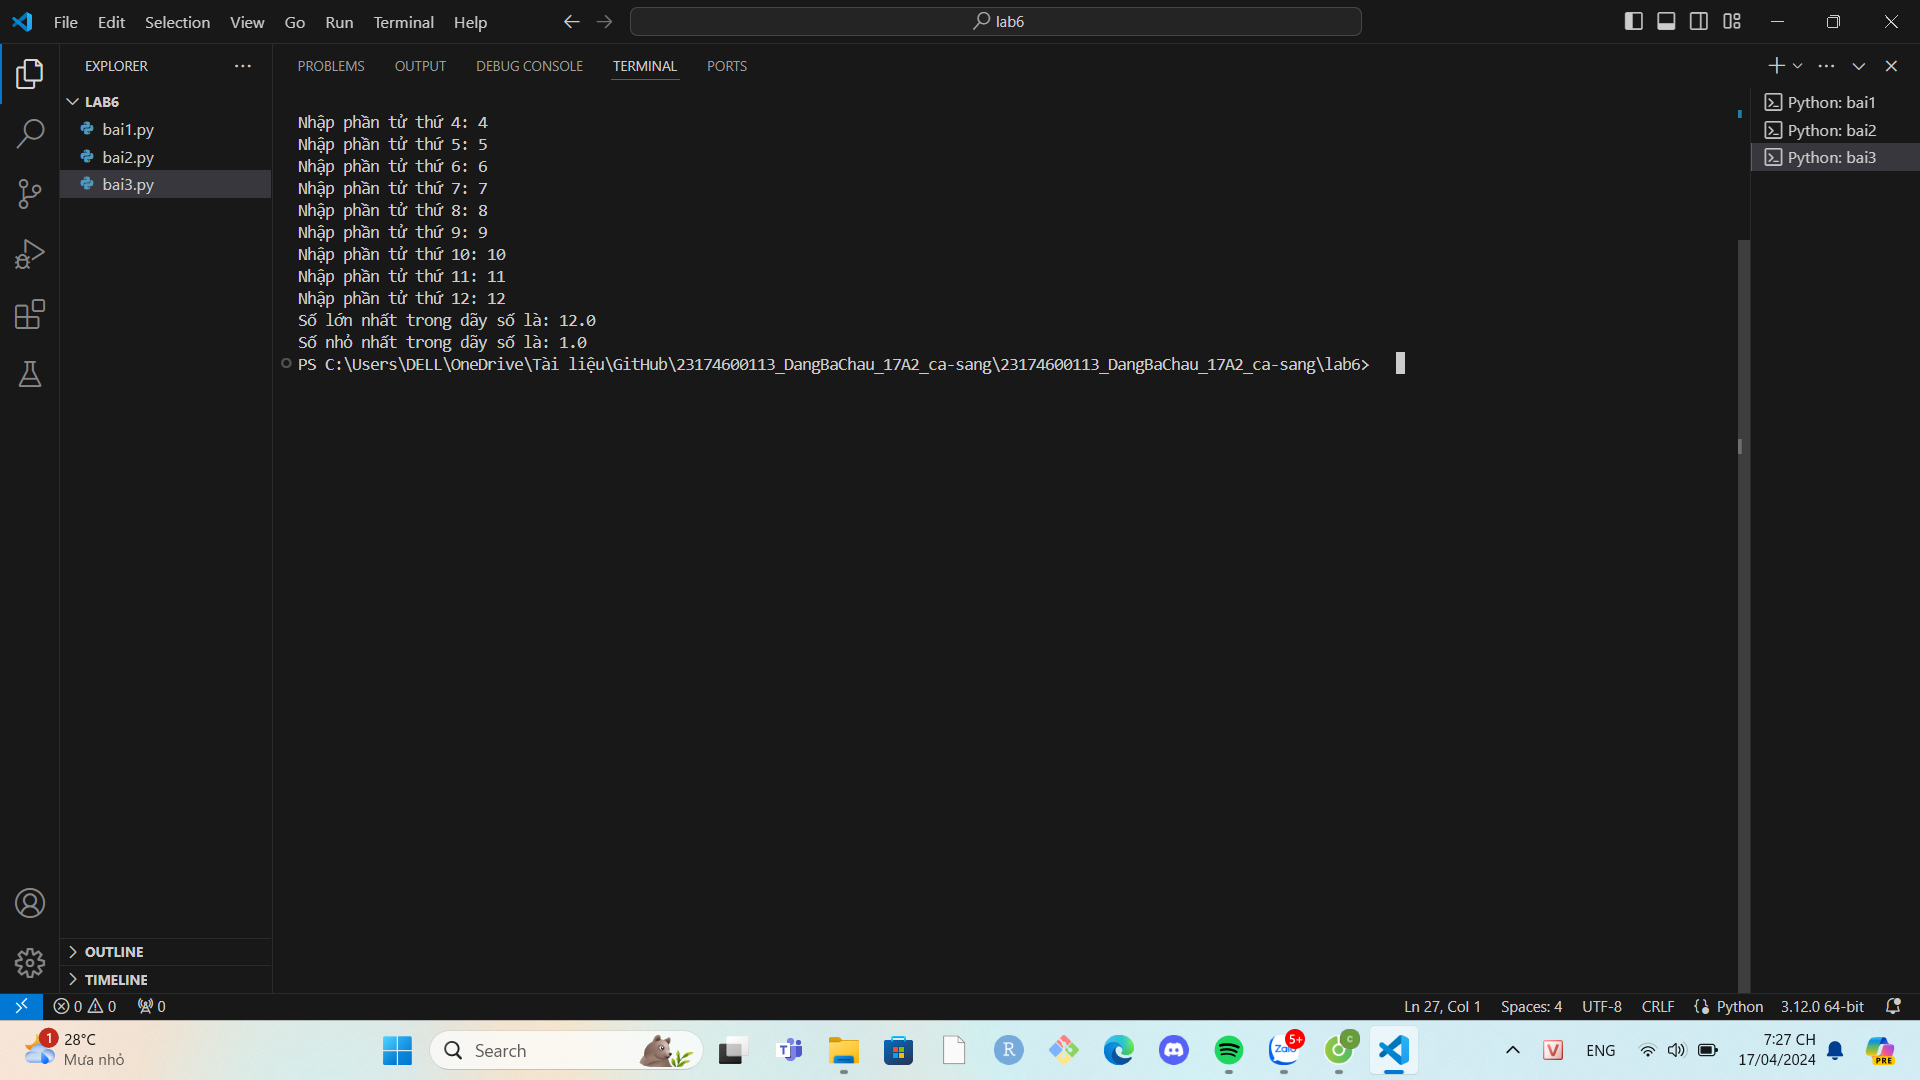 File Edit Selection View Go Run Terminal Help
lab6
EXPLORER
LAB6
bai1.py
bai2.py
bai3.py
OUTLINE
TIMELINE
PROBLEMS OUTPUT DEBUG CONSOLE TERMINAL PORTS
Nhập phần tử thứ 4: 4
Nhập phần tử thứ 5: 5
Nhập phần tử thứ 6: 6
Nhập phần tử thứ 7: 7
Nhập phần tử thứ 8: 8
Nhập phần tử thứ 9: 9
Nhập phần tử thứ 10: 10
Nhập phần tử thứ 11: 11
Nhập phần tử thứ 12: 12
Số lớn nhất trong dãy số là: 12.0
Số nhỏ nhất trong dãy số là: 1.0
PS C:\Users\DELL\OneDrive\Tài liệu\GitHub\23174600113_DangBaChau_17A2_ca-sang\23174600113_DangBaChau_17A2_ca-sang\lab6>
Python: bai1
Python: bai2
Python: bai3
0 0 0
Ln 27, Col 1 Spaces: 4 UTF-8 CRLF Python 3.12.0 64-bit
1
28°C
Mưa nhỏ
Search
T
R
Zalo
5+
c
V
ENG
7:27 CH
17/04/2024
PRE